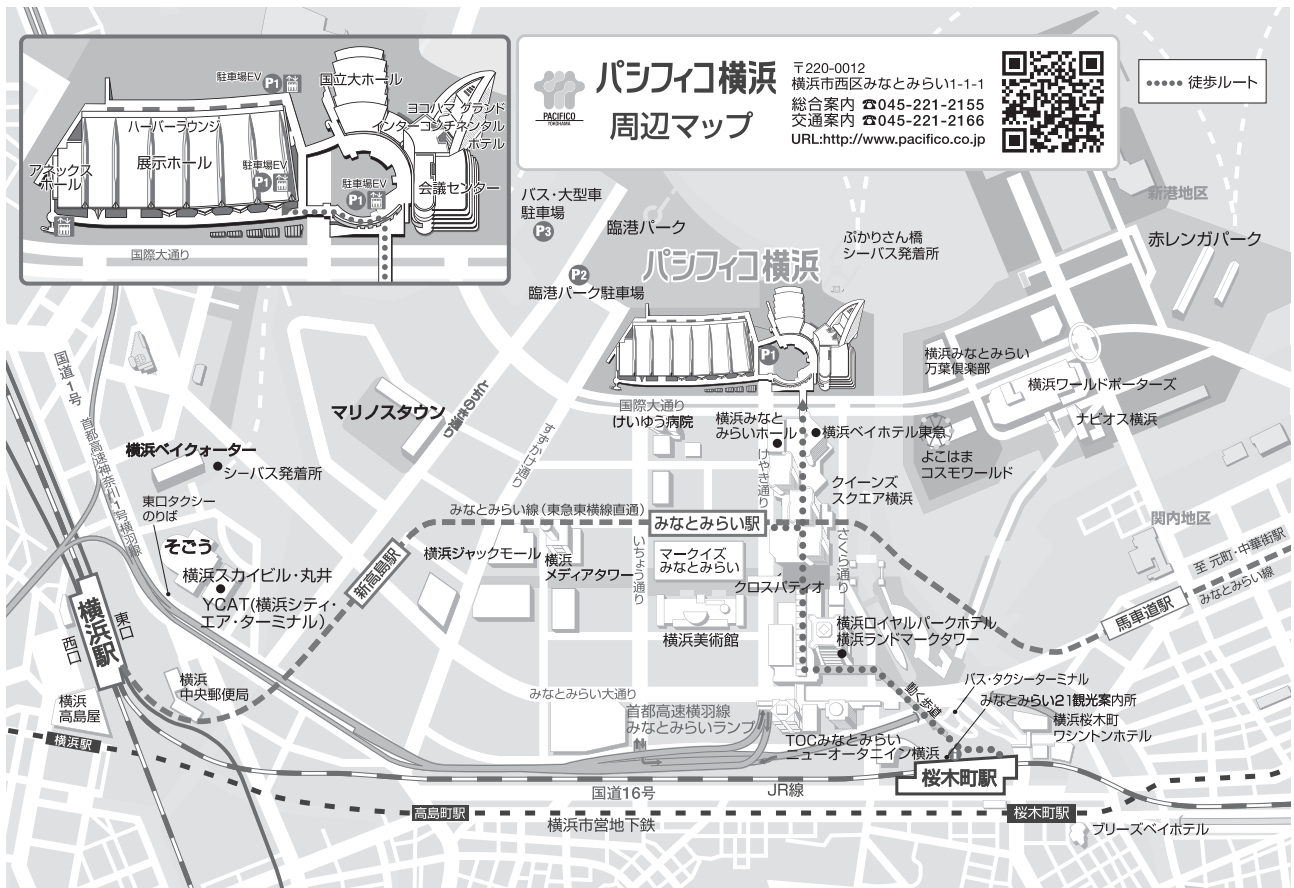 駐車場EV
P1
国立大ホール
ヨコハマ グランド
インターコンチネンタル
ホテル
ハーバーラウンジ
展示ホール
アネックス
ホール
駐車場EV
P1
駐車場EV
P1
会議センター
国際大通り
PACIFICO
YOKOHAMA
パシフィコ横浜
周辺マップ
〒220-0012
横浜市西区みなとみらい1-1-1
総合案内 ☎045-221-2155
交通案内 ☎045-221-2166
URL:http://www.pacifico.co.jp
徒歩ルート
バス・大型車
駐車場
P3
臨港パーク
P2
臨港パーク駐車場
パシフィコ横浜
ぷかりさん橋
シーバス発着所
新港地区
赤レンガパーク
P1
横浜みなとみらい
万葉倶楽部
横浜ワールドポーターズ
ナビオス横浜
よこはま
コスモワールド
国道1号
首都高速神奈川1号横羽線
マリノスタウン
とちのき通り
すずかけ通り
国際大通り
けいゆう病院
横浜みなと
みらいホール
横浜ベイホテル東急
けやき通り
クイーンズ
スクエア横浜
横浜ベイクォーター
シーバス発着所
東口タクシー
のりば
そごう
横浜スカイビル・丸井
YCAT(横浜シティ・
エア・ターミナル)
みなとみらい線(東急東横線直通)
みなとみらい駅
新高島駅
横浜ジャックモール
横浜
メディアタワー
いちょう通り
マークイズ
みなとみらい
クロスパティオ
さくら通り
関内地区
至 元町・中華街駅
みなとみらい線
馬車道駅
横浜美術館
横浜ロイヤルパークホテル
横浜ランドマークタワー
横浜駅
東口
西口
横浜
中央郵便局
横浜
高島屋
横浜駅
みなとみらい大通り
首都高速横羽線
みなとみらいランプ
動く歩道
バス・タクシーターミナル
みなとみらい21観光案内所
横浜桜木町
ワシントンホテル
TOCみなとみらい
ニューオータニイン横浜
i
桜木町駅
国道16号
JR線
高島町駅
横浜市営地下鉄
桜木町駅
ブリーズベイホテル